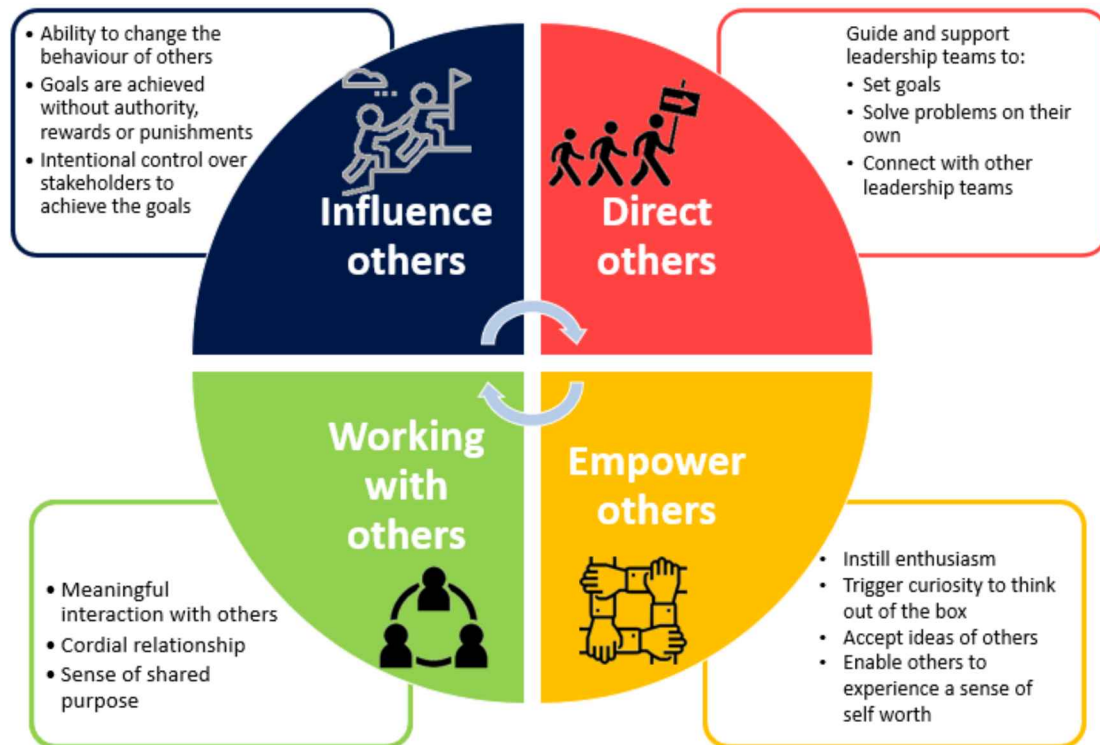 • Ability to change the
behaviour of others
• Goals are achieved
without authority,
rewards or punishments
• Intentional control over
stakeholders to
achieve the goals
Influence
others
Guide and support
leadership teams to:
• Set goals
• Solve problems on their
own
• Connect with other
leadership teams
Direct
others
Working
with
others
• Meaningful
interaction with others
• Cordial relationship
• Sense of shared
purpose
Empower
others
• Instill enthusiasm
• Trigger curiosity to think
out of the box
• Accept ideas of others
• Enable others to
experience a sense of
self worth